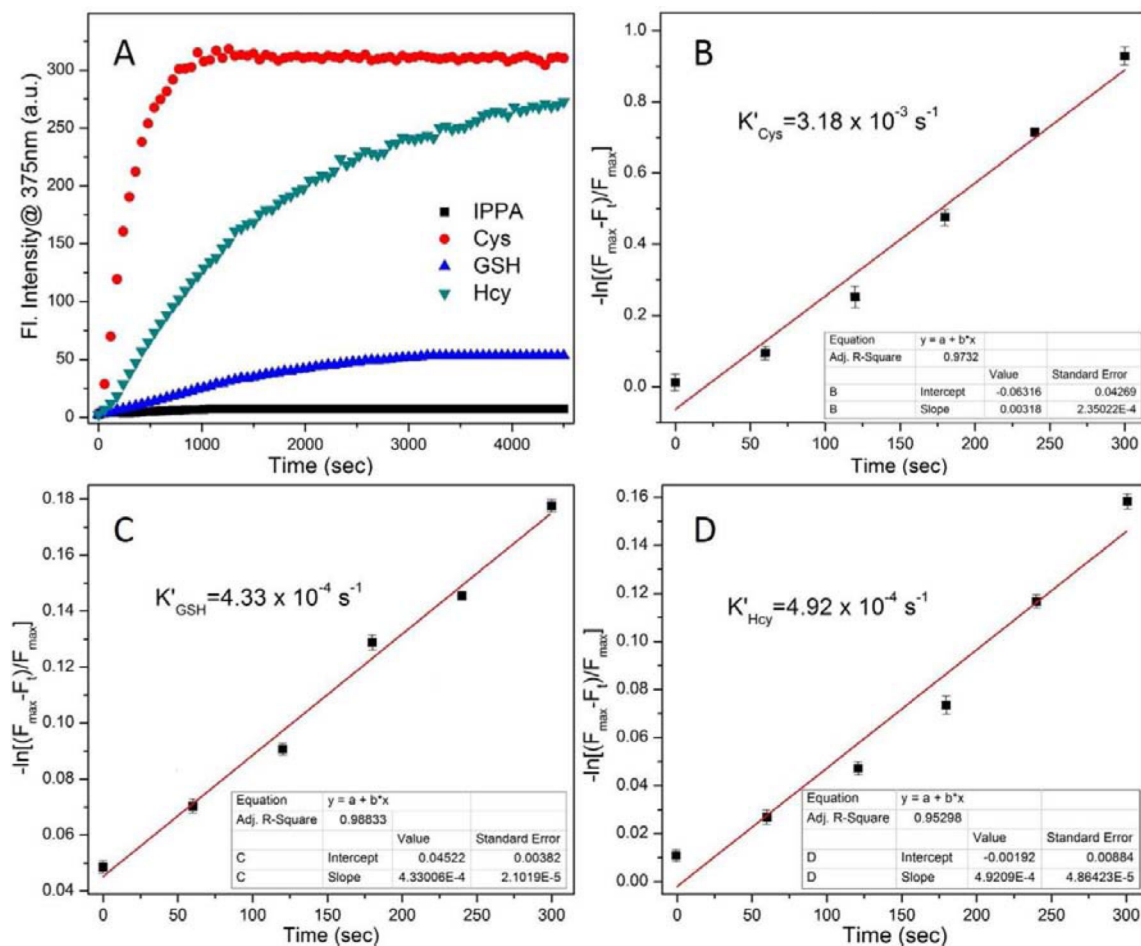 A
Fl. Intensity@ 375nm (a.u.)
300
250
200
150
100
50
0
IPPA
Cys
GSH
Hcy
0 1000 2000 3000 4000
Time (sec)
B
K'Cys=3.18 x 10-3 s-1
-ln[(Fmax-Ft)/Fmax]
1.0
0.8
0.6
0.4
0.2
0.0
Equation y = a + b*x
Adj. R-Square 0.9732
Value Standard Error
B Intercept -0.06316 0.04269
B Slope 0.00318 2.35022E-4
0 50 100 150 200 250 300
Time (sec)
C
K'GSH=4.33 x 10-4 s-1
-ln[(Fmax-Ft)/Fmax]
0.18
0.16
0.14
0.12
0.10
0.08
0.06
0.04
Equation y = a + b*x
Adj. R-Square 0.98833
Value Standard Error
C Intercept 0.04522 0.00382
C Slope 4.33006E-4 2.1019E-5
0 50 100 150 200 250 300
Time (sec)
D
K'Hcy=4.92 x 10-4 s-1
-ln[(Fmax-Ft)/Fmax]
0.16
0.14
0.12
0.10
0.08
0.06
0.04
0.02
0.00
Equation y = a + b*x
Adj. R-Square 0.95298
Value Standard Error
D Intercept -0.00192 0.00884
D Slope 4.9209E-4 4.86423E-5
0 50 100 150 200 250 300
Time (sec)